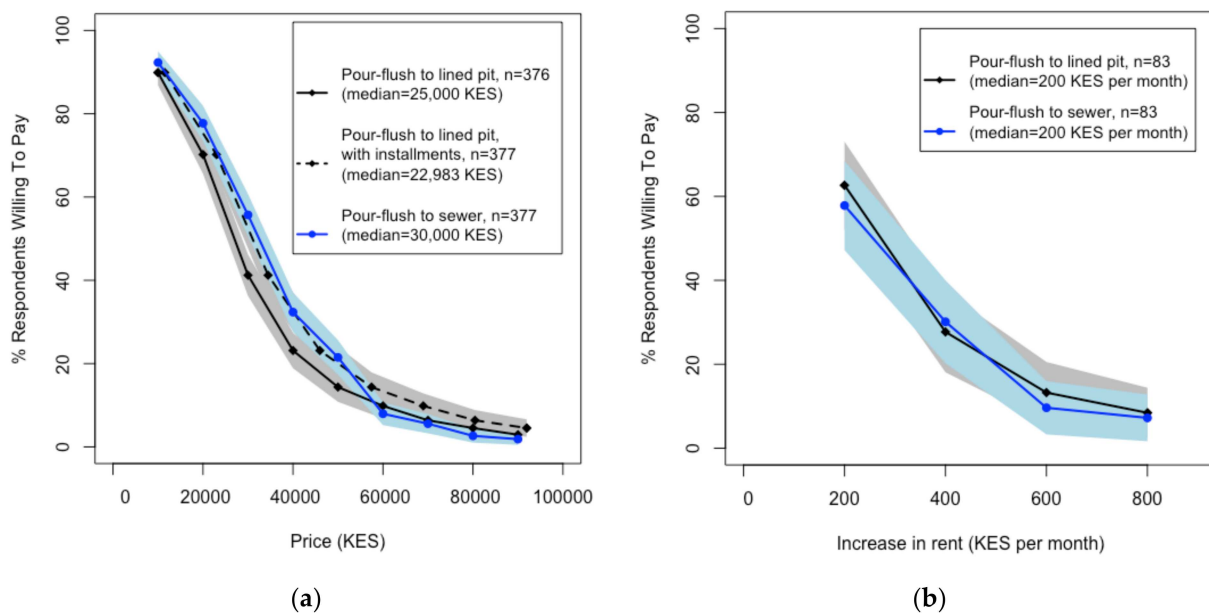 % Respondents Willing To Pay
100
80
60
40
20
0
Pour-flush to lined pit, n=376
(median=25,000 KES)
Pour-flush to lined pit,
with installments, n=377
(median=22,983 KES)
Pour-flush to sewer, n=377
(median=30,000 KES)
0 20000 40000 60000 80000 100000
Price (KES)
(a)
% Respondents Willing To Pay
100
80
60
40
20
0
Pour-flush to lined pit, n=83
(median=200 KES per month)
Pour-flush to sewer, n=83
(median=200 KES per month)
0 200 400 600 800
Increase in rent (KES per month)
(b)